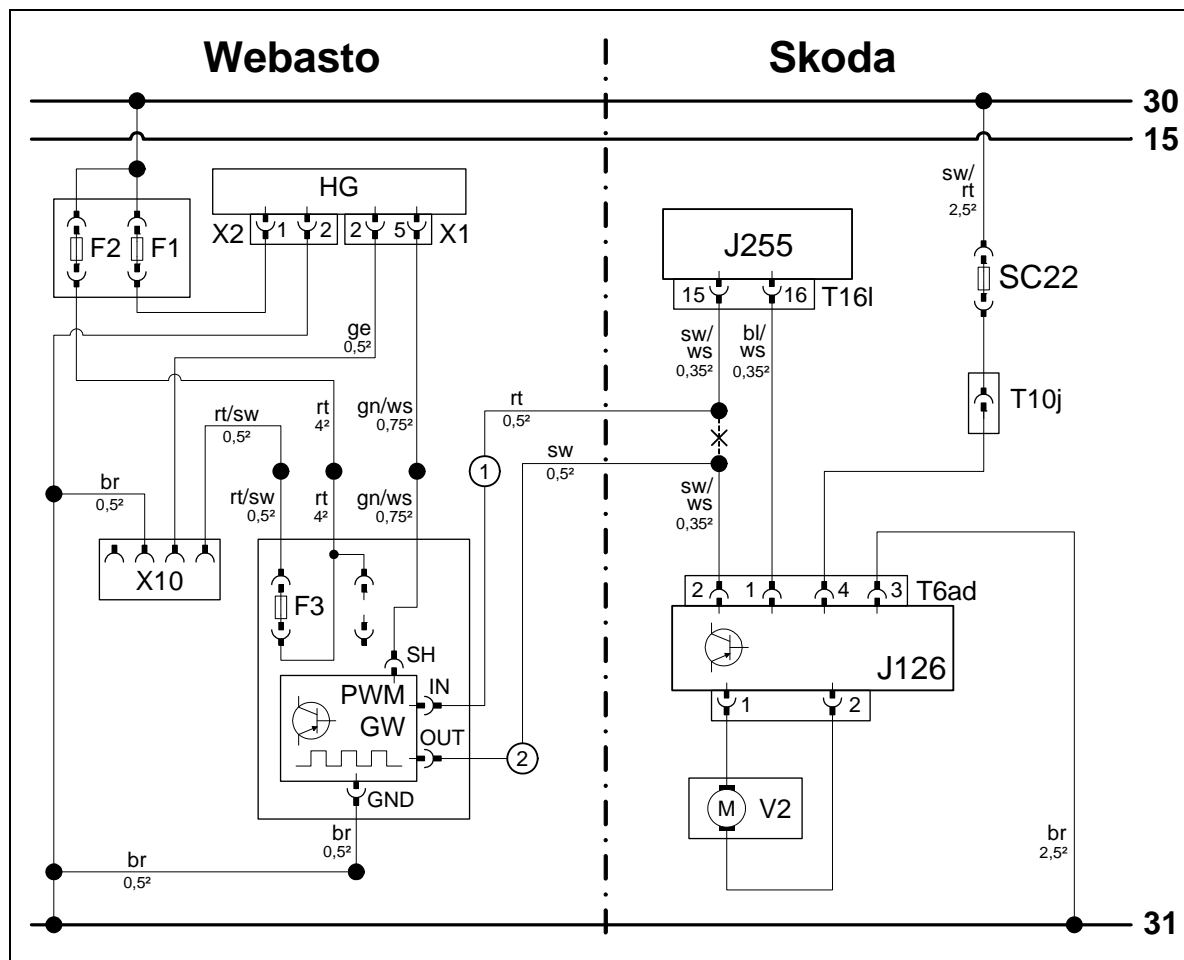 Webasto
Skoda
30
15
HG
X2 1 2 2 5 X1
F2 F1
sw/
rt
2,5²
J255
15 16 T16l
SC22
ge
0,5²
sw/
ws
0,35²
bl/
ws
0,35²
T10j
rt/sw
0,5²
rt
4²
gn/ws
0,75²
rt
0,5²
1
sw
0,5²
br
0,5²
rt/sw
0,5²
rt
4²
gn/ws
0,75²
sw/
ws
0,35²
X10
F3
2 1 4 3 T6ad
SH
J126
PWM
GW
IN
OUT
2
1 2
GND
M V2
br
0,5²
br
0,5²
br
2,5²
31